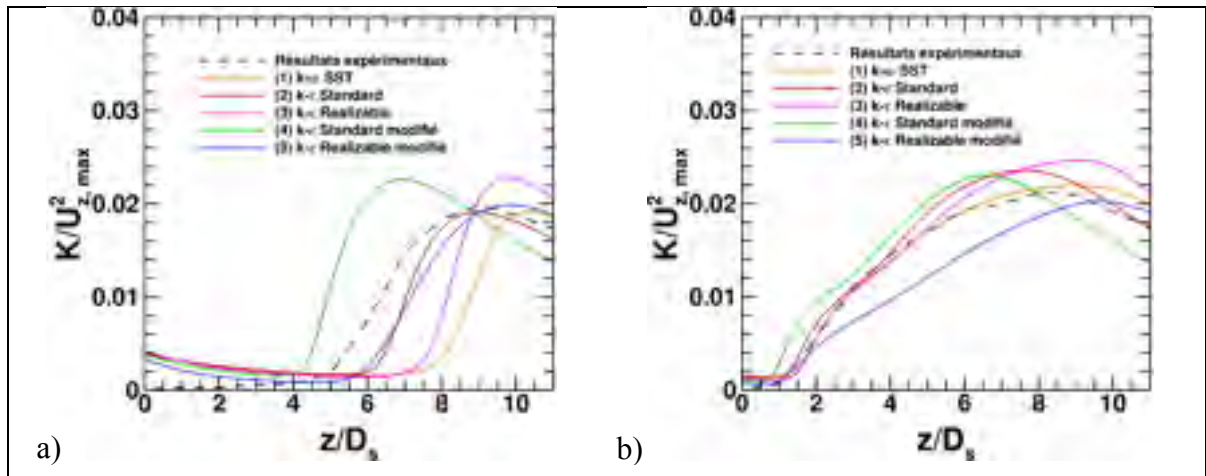 0.04
0.03
0.02
0.01
0
K/U²z, max
Résultats expérimentaux
(1) k-ω SST
(2) k-ε Standard
(3) k-ε Realizable
(4) k-ε Standard modifié
(5) k-ε Realizable modifié
0 2 4 6 8 10
z/Ds
a)
0.04
0.03
0.02
0.01
0
K/U²z, max
Résultats expérimentaux
(1) k-ω SST
(2) k-ε Standard
(3) k-ε Realizable
(4) k-ε Standard modifié
(5) k-ε Realizable modifié
0 2 4 6 8 10
z/Ds
b)